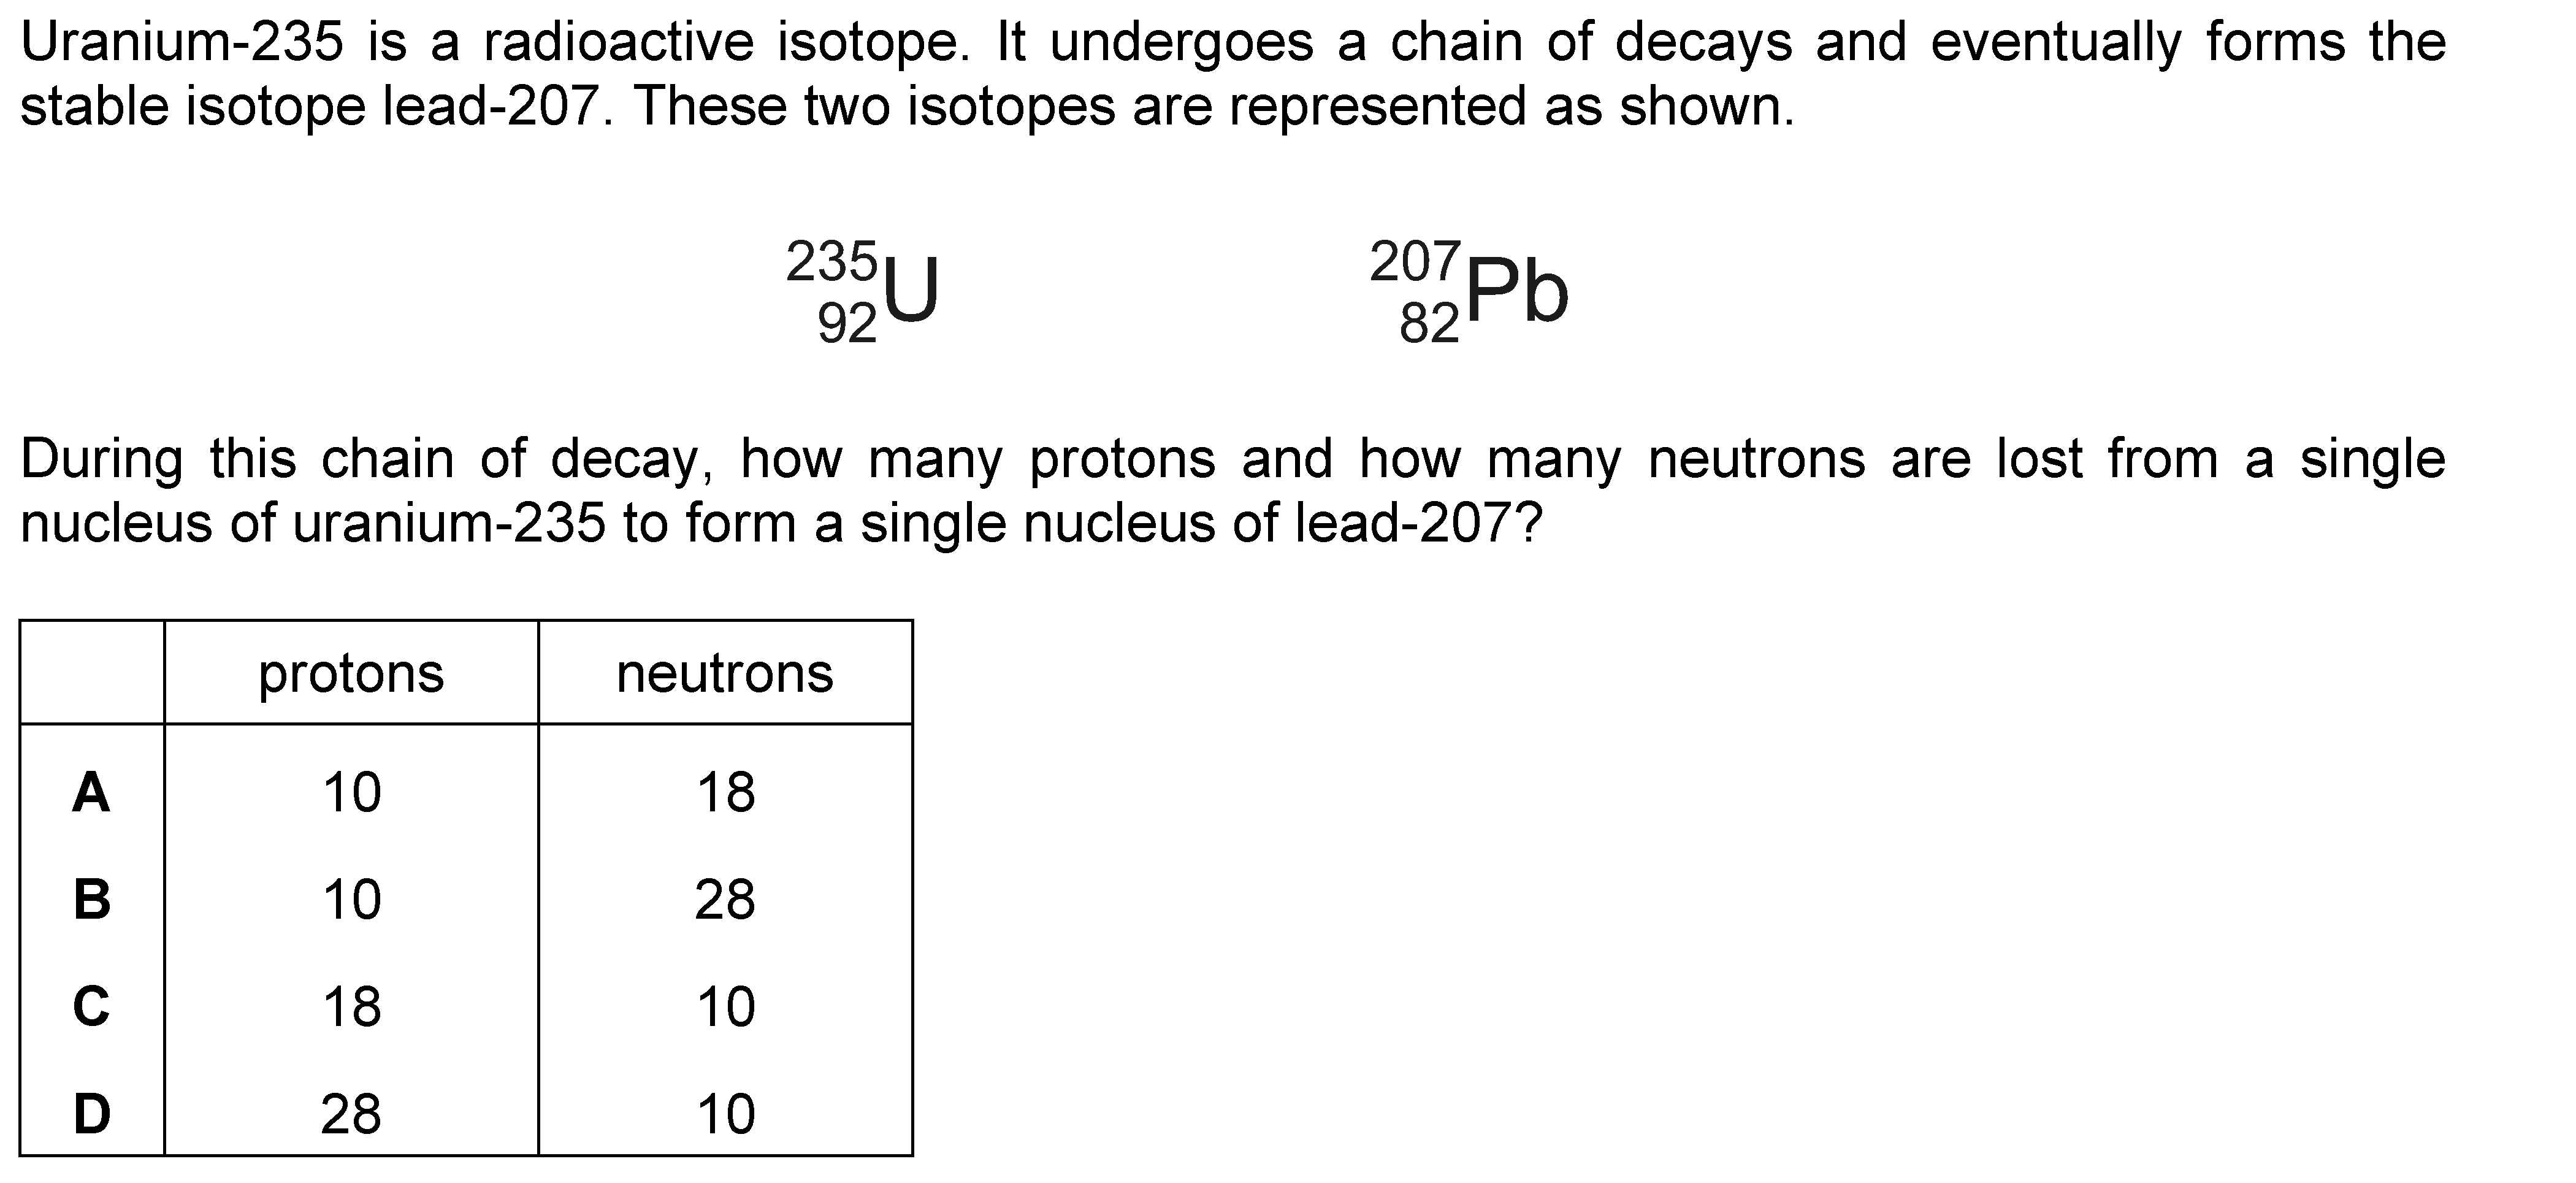 Uranium-235 is a radioactive isotope. It undergoes a chain of decays and eventually forms the
stable isotope lead-207. These two isotopes are represented as shown.
235 92 U 207 82 Pb
During this chain of decay, how many protons and how many neutrons are lost from a single
nucleus of uranium-235 to form a single nucleus of lead-207?
protons neutrons
A 10 18
B 10 28
C 18 10
D 28 10